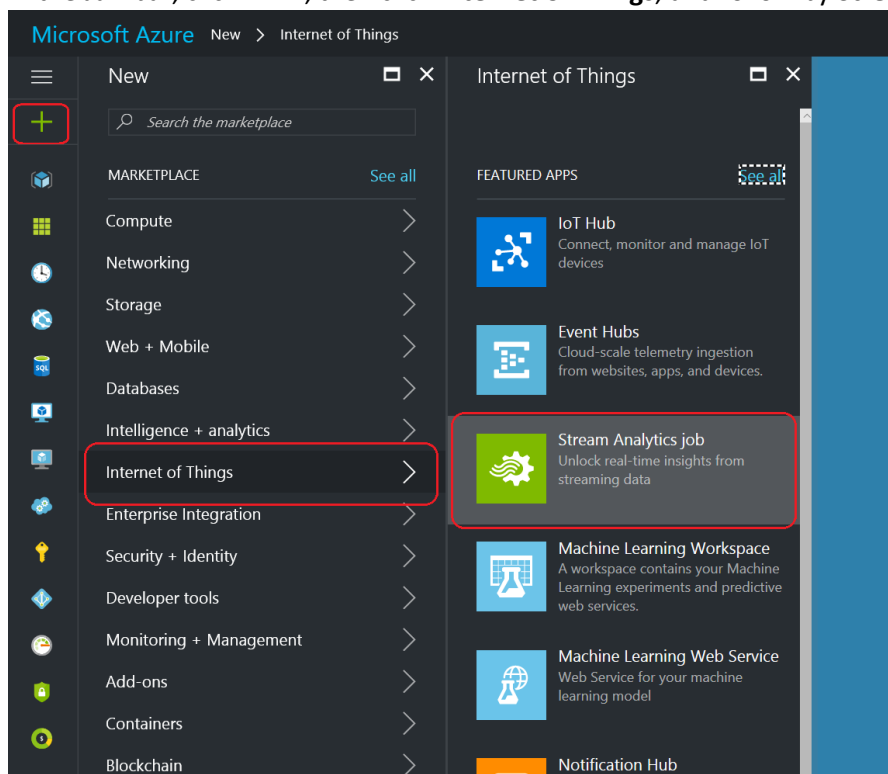 Microsoft Azure New > Internet of Things
New
Search the marketplace
MARKETPLACE See all
Compute
Networking
Storage
Web + Mobile
Databases
Intelligence + analytics
Internet of Things
Enterprise Integration
Security + Identity
Developer tools
Monitoring + Management
Add-ons
Containers
Blockchain
Internet of Things
FEATURED APPS See all
IoT Hub
Connect, monitor and manage IoT
devices
Event Hubs
Cloud-scale telemetry ingestion
from websites, apps, and devices.
Stream Analytics job
Unlock real-time insights from
streaming data
Machine Learning Workspace
A workspace contains your Machine
Learning experiments and predictive
web services.
Machine Learning Web Service
Web Service for your machine
learning model
Notification Hub
SQL